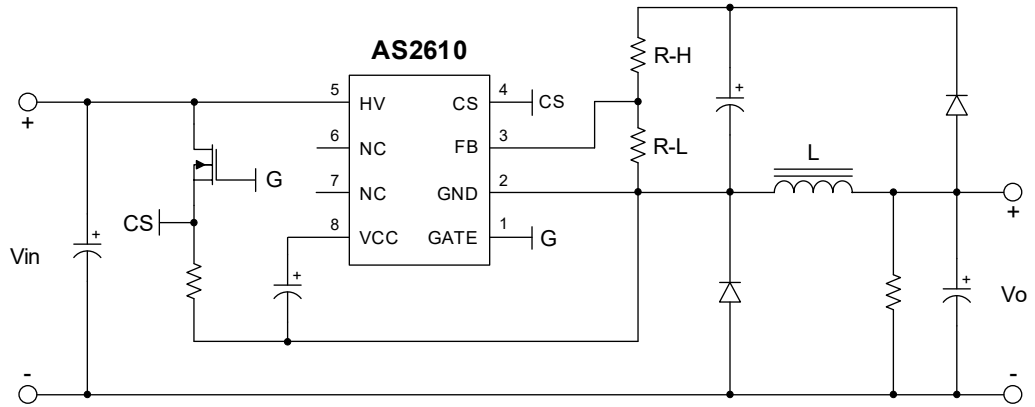 AS2610
R-H
5
HV
CS
4
CS
+
6
NC
FB
3
R-L
L
G
7
NC
GND
2
CS
8
VCC
GATE
1
G
Vin
Vo
+
+
+
+
+
-
-